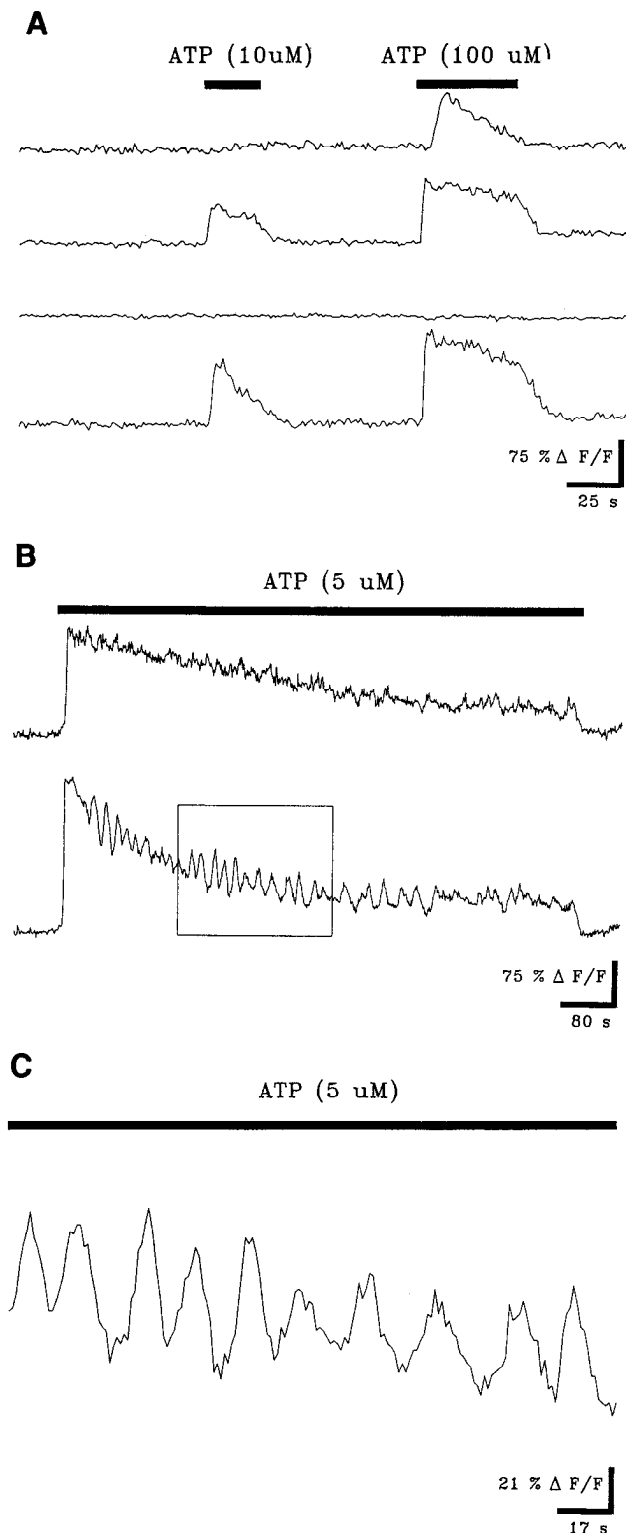 A
ATP (10uM) ATP (100 uM)
75 % Δ F/F
25 s
B
ATP (5 uM)
75 % Δ F/F
80 s
C
ATP (5 uM)
21 % Δ F/F
17 s